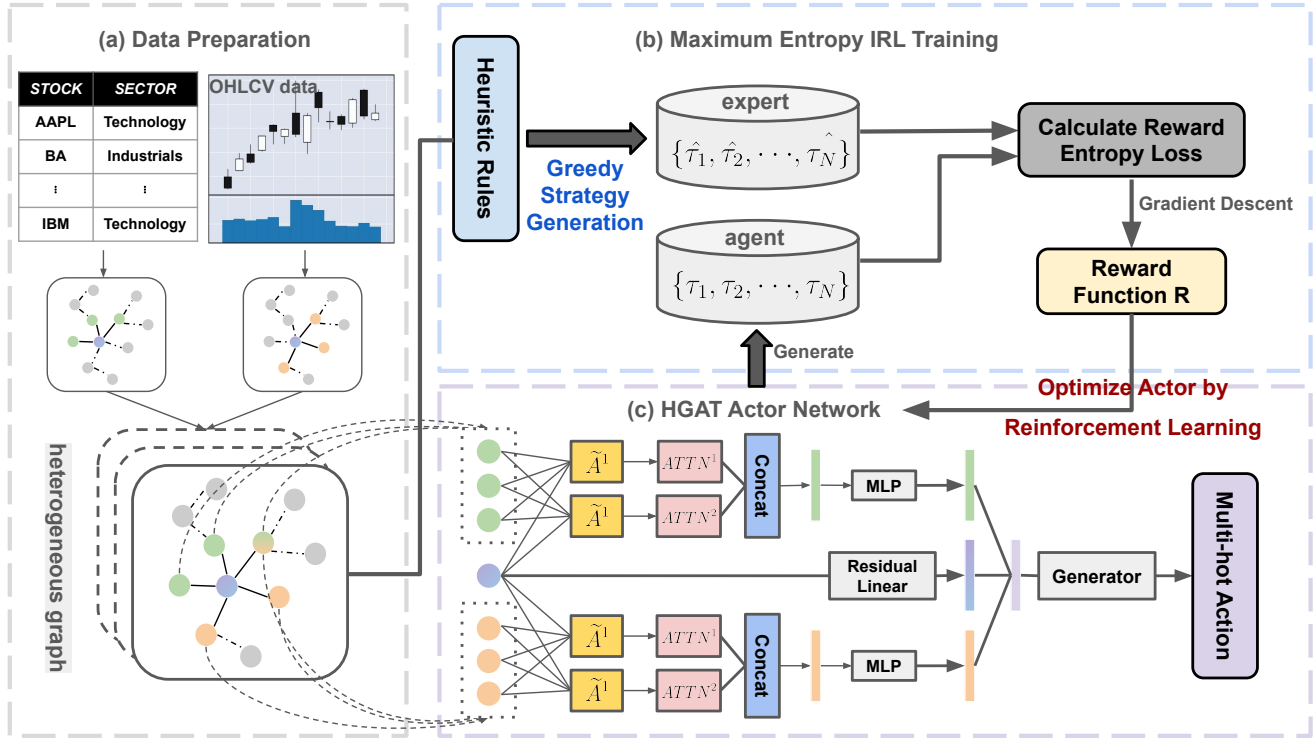 (a) Data Preparation
STOCK SECTOR
AAPL Technology
BA Industrials
⋮ ⋮
IBM Technology
OHLCV data
heterogeneous graph
(b) Maximum Entropy IRL Training
Heuristic Rules
Greedy
Strategy
Generation
expert
{τ̂₁, τ̂₂, ⋯, τ̂_N}
agent
{τ₁, τ₂, ⋯, τ_N}
Calculate Reward
Entropy Loss
Gradient Descent
Reward
Function R
Generate
Optimize Actor by
Reinforcement Learning
(c) HGAT Actor Network
Ã¹ ATTN¹
Ã¹ ATTN²
Concat
MLP
Residual
Linear
Generator
Multi-hot Action
Ã¹ ATTN¹
Ã¹ ATTN²
Concat
MLP